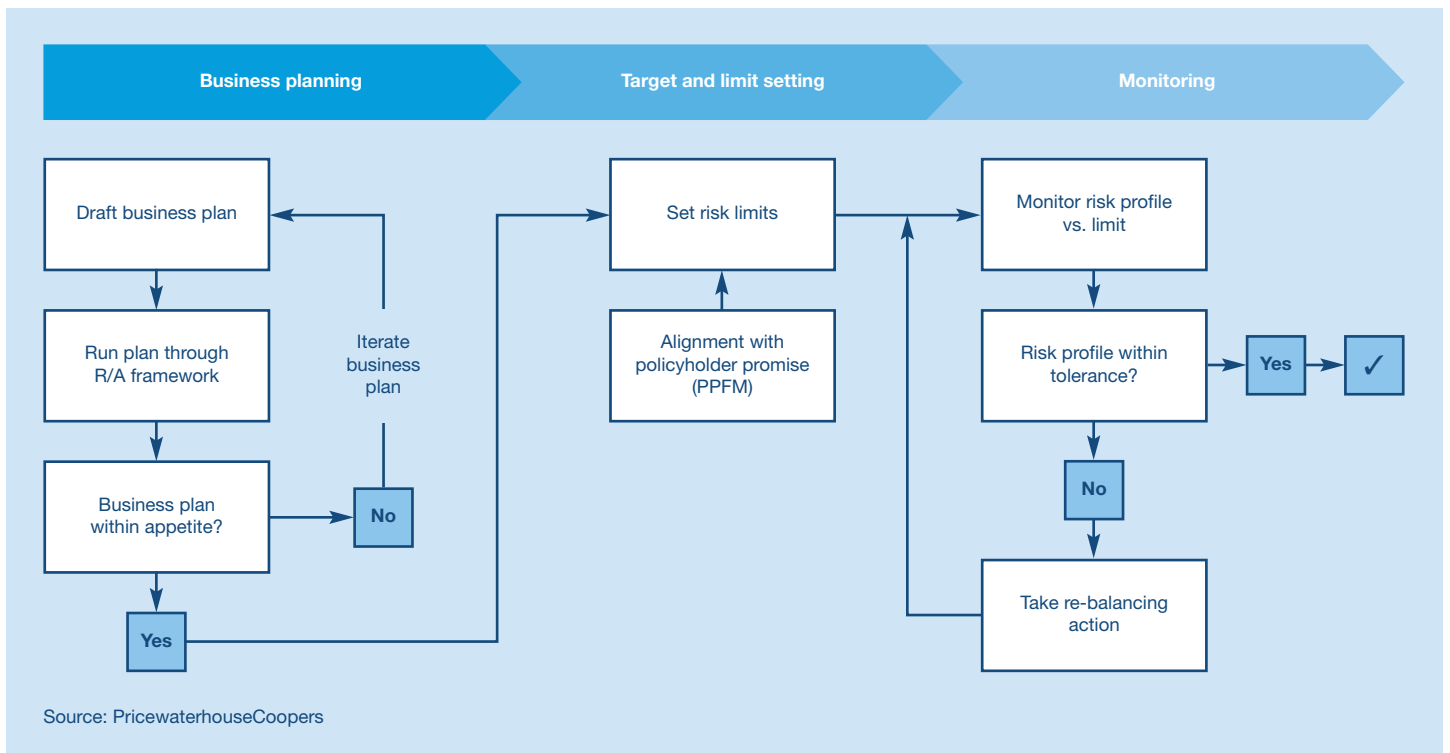 Business planning
Target and limit setting
Monitoring
Draft business plan
Run plan through
R/A framework
Business plan
within appetite?
Yes
No
Iterate
business
plan
Set risk limits
Alignment with
policyholder promise
(PPFM)
Monitor risk profile
vs. limit
Risk profile within
tolerance?
Yes
✓
No
Take re-balancing
action
Source: PricewaterhouseCoopers